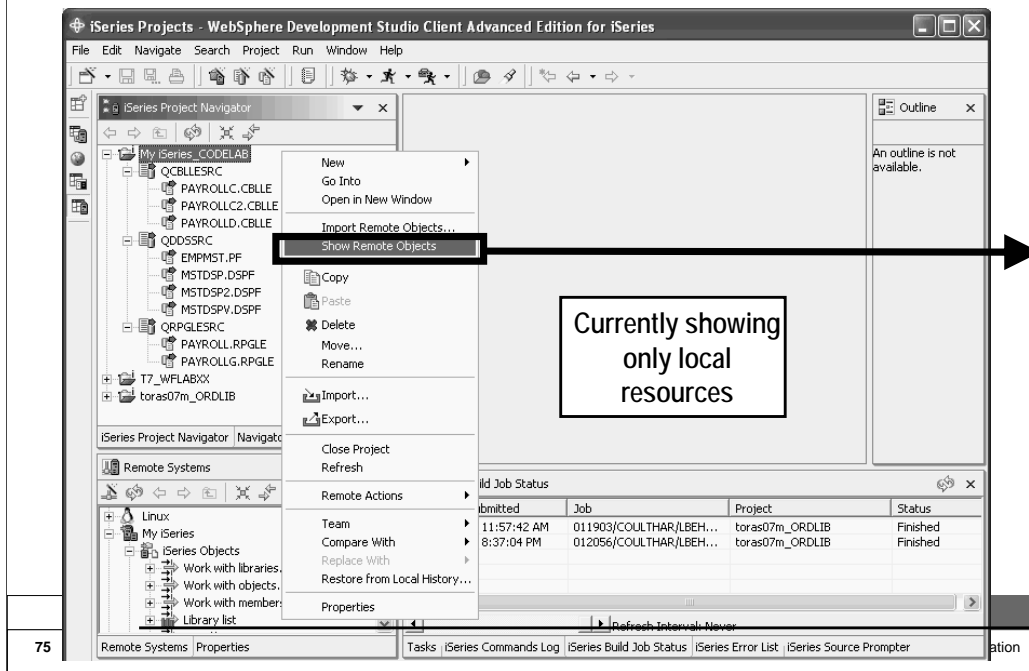 iSeries Projects - WebSphere Development Studio Client Advanced Edition for iSeries
File Edit Navigate Search Project Run Window Help
iSeries Project Navigator
My iSeries_CODELAB
QCBLLESRC
PAYROLLC.CBLLE
PAYROLLC2.CBLLE
PAYROLLD.CBLLE
QDDSSRC
EMPMST.PF
MSTDSP.DSPF
MSTDSP2.DSPF
MSTDSPV.DSPF
QRPGLESRC
PAYROLL.RPGLE
PAYROLLG.RPGLE
T7_WFLABXX
toras07m_ORDLIB
iSeries Project Navigator
New
Go Into
Open in New Window
Import Remote Objects...
Show Remote Objects
Copy
Paste
Delete
Move...
Rename
Import...
Export...
Close Project
Refresh
Remote Actions
Team
Compare With
Replace With
Restore from Local History...
Properties
Currently showing
only local
resources
Outline
An outline is not
available.
Remote Systems
Linux
My iSeries
iSeries Objects
Work with libraries.
Work with objects.
Work with members
Library list
Remote Systems Properties
Job Status
Job Project Status
11:57:42 AM 011903/COULTHAR/LBEH... toras07m_ORDLIB Finished
8:37:04 PM 012056/COULTHAR/LBEH... toras07m_ORDLIB Finished
Refresh Interval: Never
Tasks iSeries Commands Log iSeries Build Job Status iSeries Error List iSeries Source Prompter
75